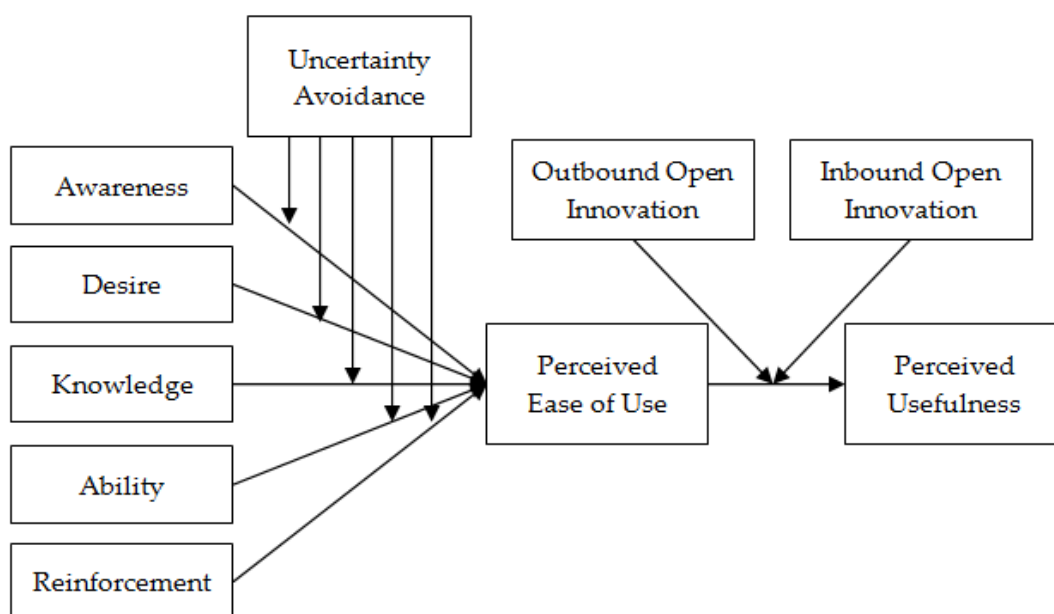 Uncertainty
Avoidance
Awareness
Outbound Open
Innovation
Inbound Open
Innovation
Desire
Knowledge
Perceived
Ease of Use
Perceived
Usefulness
Ability
Reinforcement